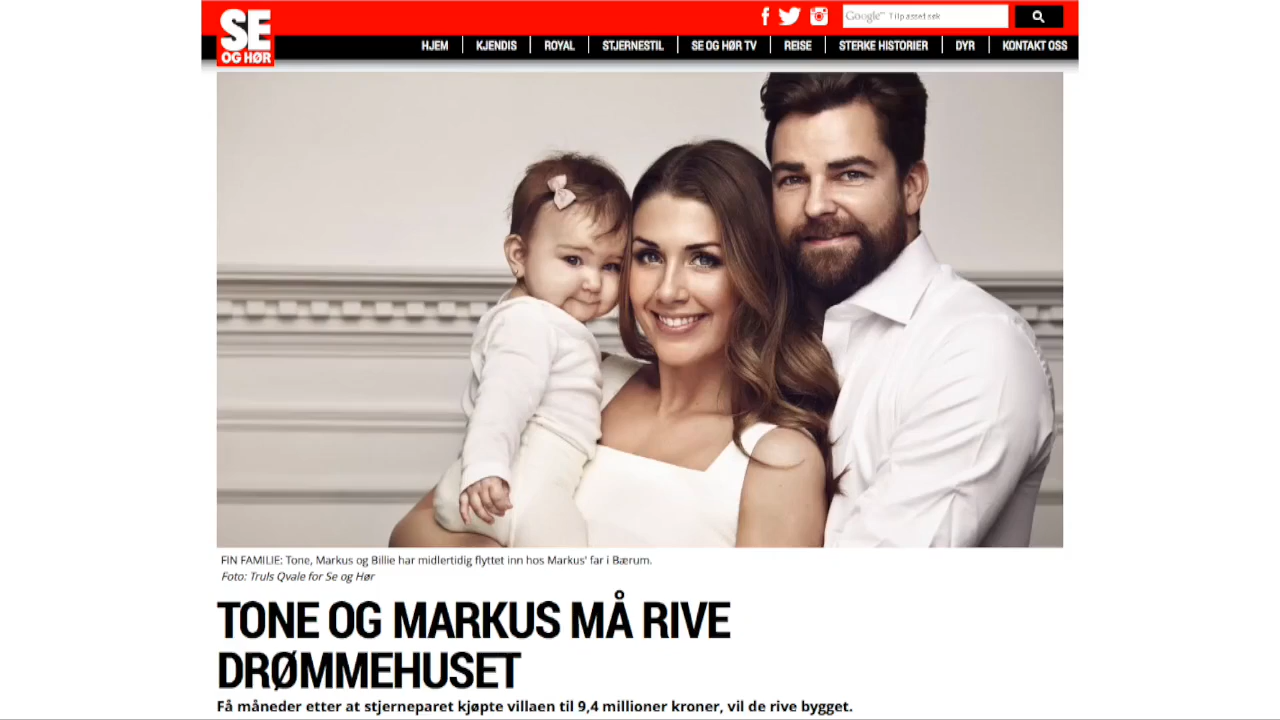 SE
OG HØR
Google™ Tilpasset søk
HJEM KJENDIS ROYAL STJERNESTIL SE OG HØR TV REISE STERKE HISTORIER DYR KONTAKT OSS
FIN FAMILIE: Tone, Markus og Billie har midlertidig flyttet inn hos Markus' far i Bærum.
Foto: Truls Qvale for Se og Hør
TONE OG MARKUS MÅ RIVE
DRØMMEHUSET
Få måneder etter at stjerneparet kjøpte villaen til 9,4 millioner kroner, vil de rive bygget.